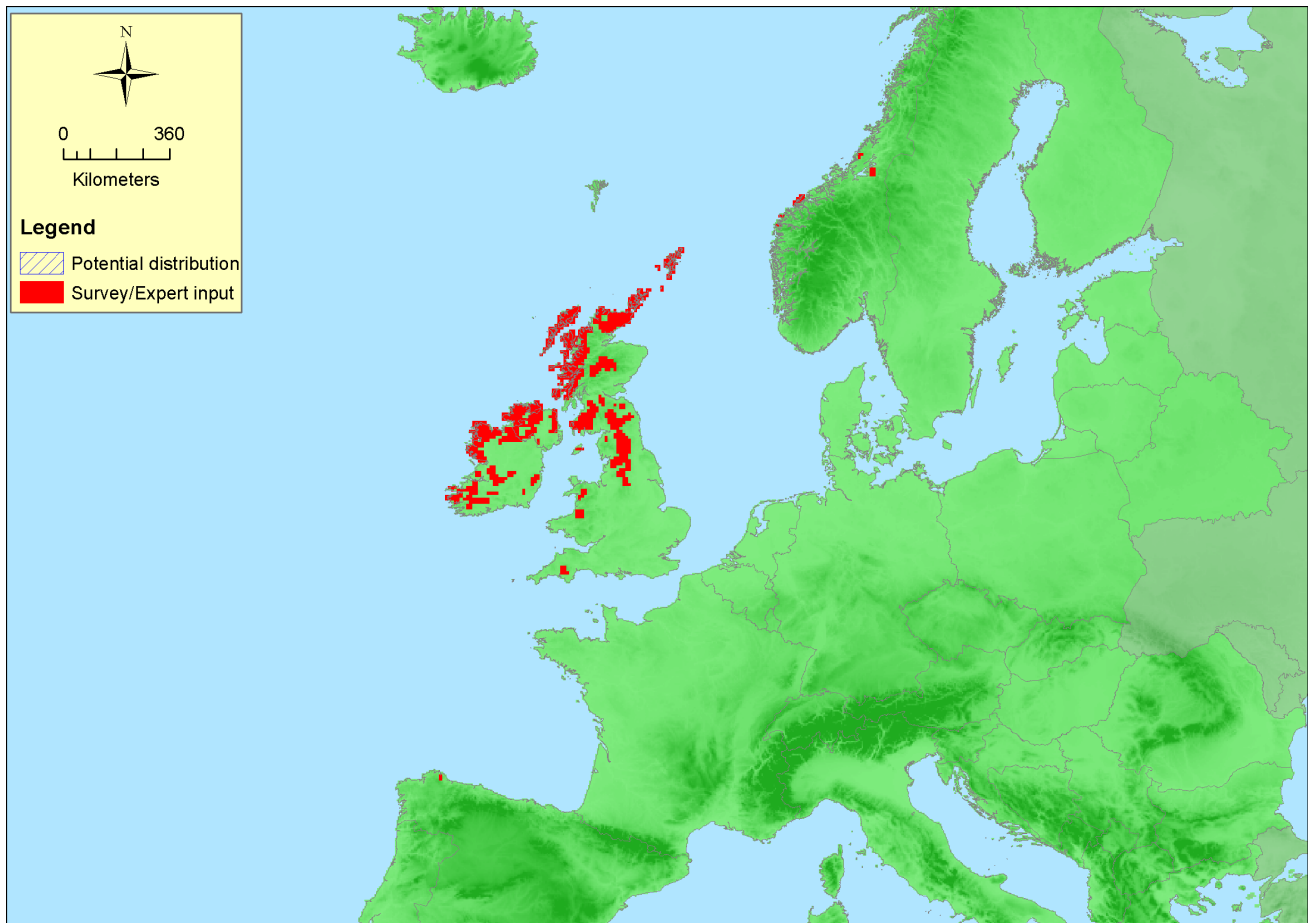 N
0 360
Kilometers
Legend
Potential distribution
Survey/Expert input